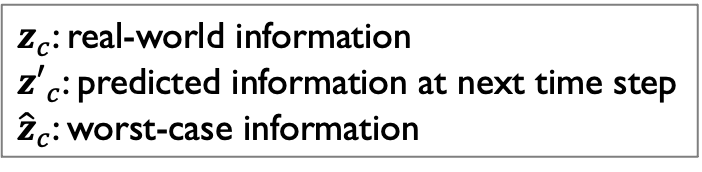 𝒛_c: real-world information
𝒛'_c: predicted information at next time step
𝒛̂_c: worst-case information